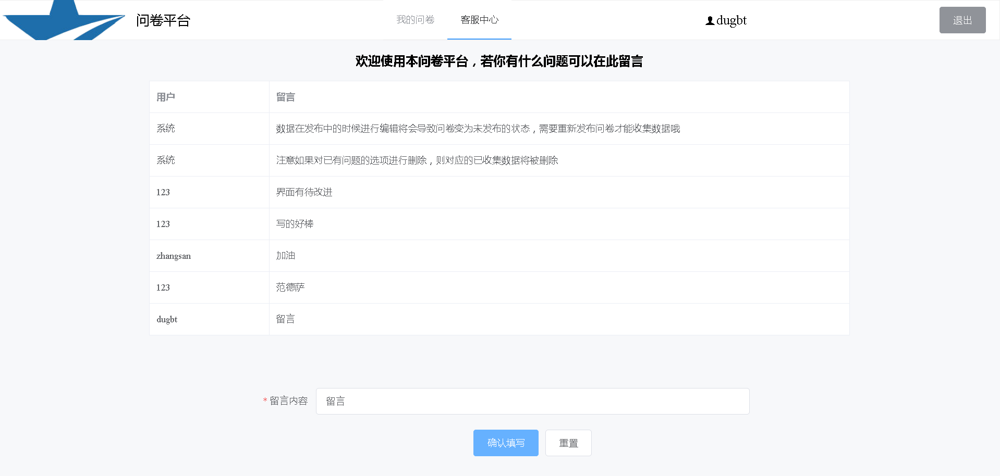 问卷平台 我的问卷 客服中心 dugbt 退出
欢迎使用本问卷平台，若你有什么问题可以在此留言
用户 留言
系统 数据在发布中的时候进行编辑将会导致问卷变为未发布的状态，需要重新发布问卷才能收集数据哦
系统 注意如果对已有问题的选项进行删除，则对应的已收集数据将被删除
123 界面有待改进
123 写的好棒
zhangsan 加油
123 范德萨
dugbt 留言
* 留言内容 留言
确认填写 重置